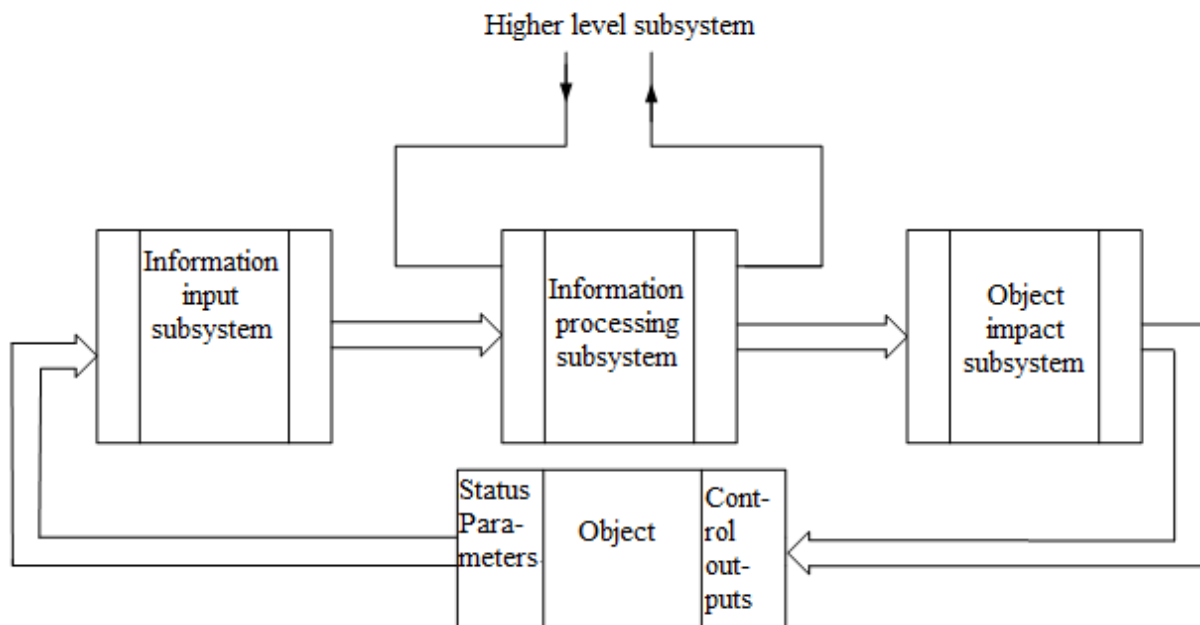 Higher level subsystem
Information
input
subsystem
Information
processing
subsystem
Object
impact
subsystem
Status
Para-
meters
Object
Cont-
rol
out-
puts